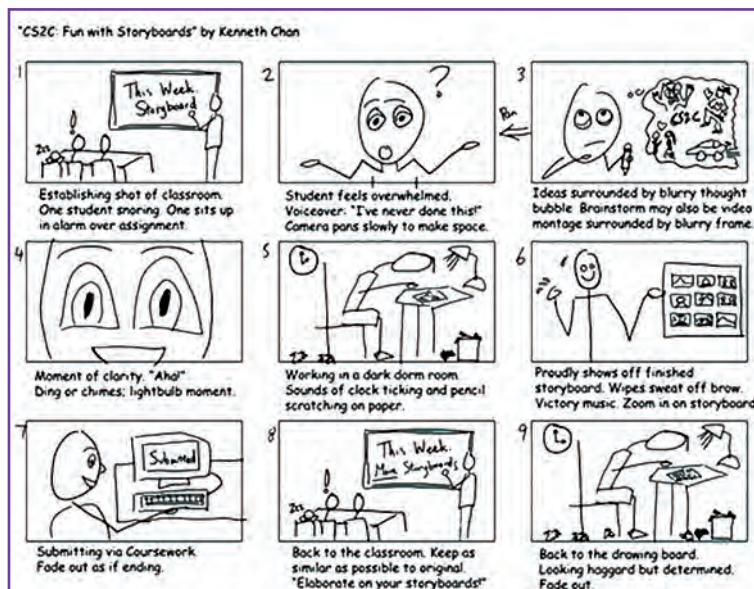 "CS2C: Fun with Storyboards" by Kenneth Chan
1
This Week:
Storyboard
!
Zzz
Establishing shot of classroom.
One student snoring. One sits up
in alarm over assignment.
2
?
Student feels overwhelmed.
Voiceover: "I've never done this!"
Camera pans slowly to make space.
Pan
3
CS2C
Ideas surrounded by blurry thought
bubble. Brainstorm may also be video
montage surrounded by blurry frame.
4
Moment of clarity. "Aha!"
Ding or chimes; lightbulb moment.
5
Working in a dark dorm room.
Sounds of clock ticking and pencil
scratching on paper.
6
Proudly shows off finished
storyboard. Wipes sweat off brow.
Victory music. Zoom in on storyboard
7
Submitted
Submitting via Coursework.
Fade out as if ending.
8
This Week:
More Storyboards
!
Zzz
Back to the classroom. Keep as
similar as possible to original.
"Elaborate on your storyboards!"
9
Back to the drawing board.
Looking haggard but determined.
Fade out.